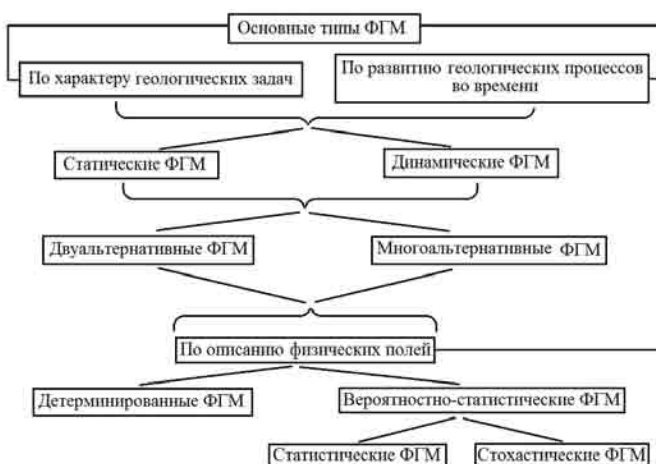 Основные типы ФГМ
По характеру геологических задач
По развитию геологических процессов
во времени
Статические ФГМ
Динамические ФГМ
Двуальтернативные ФГМ
Многоальтернативные ФГМ
По описанию физических полей
Детерминированные ФГМ
Вероятностно-статистические ФГМ
Статистические ФГМ
Стохастические ФГМ